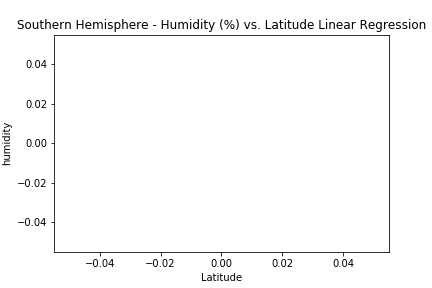 Southern Hemisphere - Humidity (%) vs. Latitude Linear Regression
0.04
0.02
0.00
−0.02
−0.04
humidity
−0.04 −0.02 0.00 0.02 0.04
Latitude